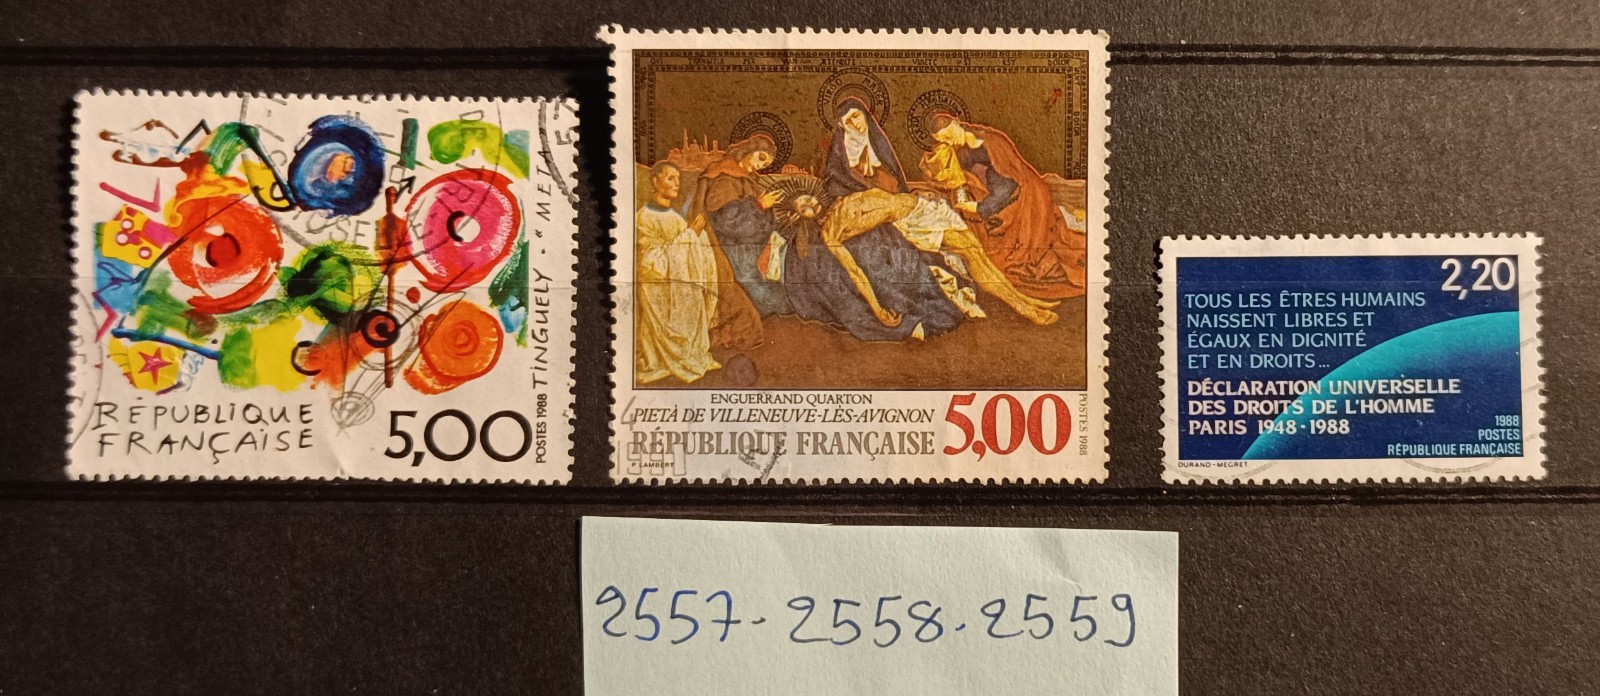 RÉPUBLIQUE
FRANÇAISE
5,00
POSTES 1988 TINGUELY · "META
MOSELLE
ENGUERRAND QUARTON
PIETÀ DE VILLENEUVE-LÈS-AVIGNON
RÉPUBLIQUE FRANÇAISE 5,00
POSTES 1988
P. LAMBERT
2,20
TOUS LES ÊTRES HUMAINS
NAISSENT LIBRES ET
ÉGAUX EN DIGNITÉ
ET EN DROITS...
DÉCLARATION UNIVERSELLE
DES DROITS DE L'HOMME
PARIS 1948-1988
1988
POSTES
RÉPUBLIQUE FRANÇAISE
DURAND-MEGRET
2557. 2558. 2559